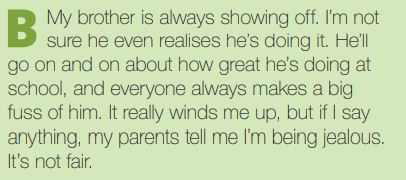 B My brother is always showing off. I'm not
sure he even realises he's doing it. He'll
go on and on about how great he's doing at
school, and everyone always makes a big
fuss of him. It really winds me up, but if I say
anything, my parents tell me I'm being jealous.
It's not fair.